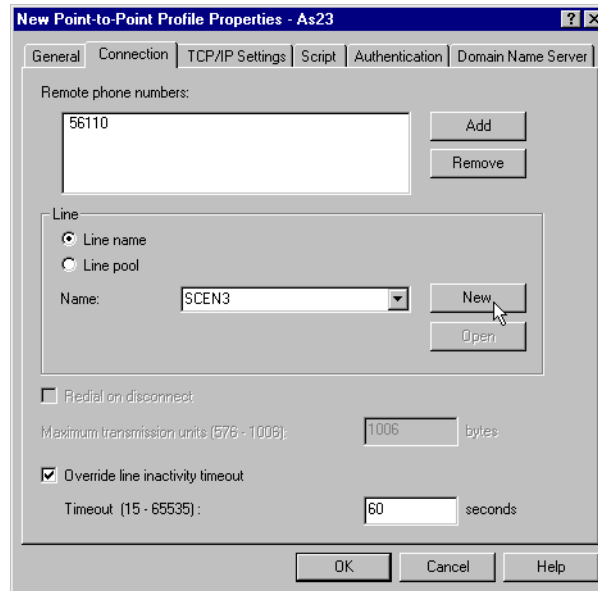 New Point-to-Point Profile Properties - As23
General Connection TCP/IP Settings Script Authentication Domain Name Server
Remote phone numbers:
56110
Add
Remove
Line
Line name
Line pool
Name: SCEN3 New
Open
Redial on disconnect
Maximum transmission units (576 - 1006): 1006 bytes
Override line inactivity timeout
Timeout (15 - 65535) : 60 seconds
OK Cancel Help